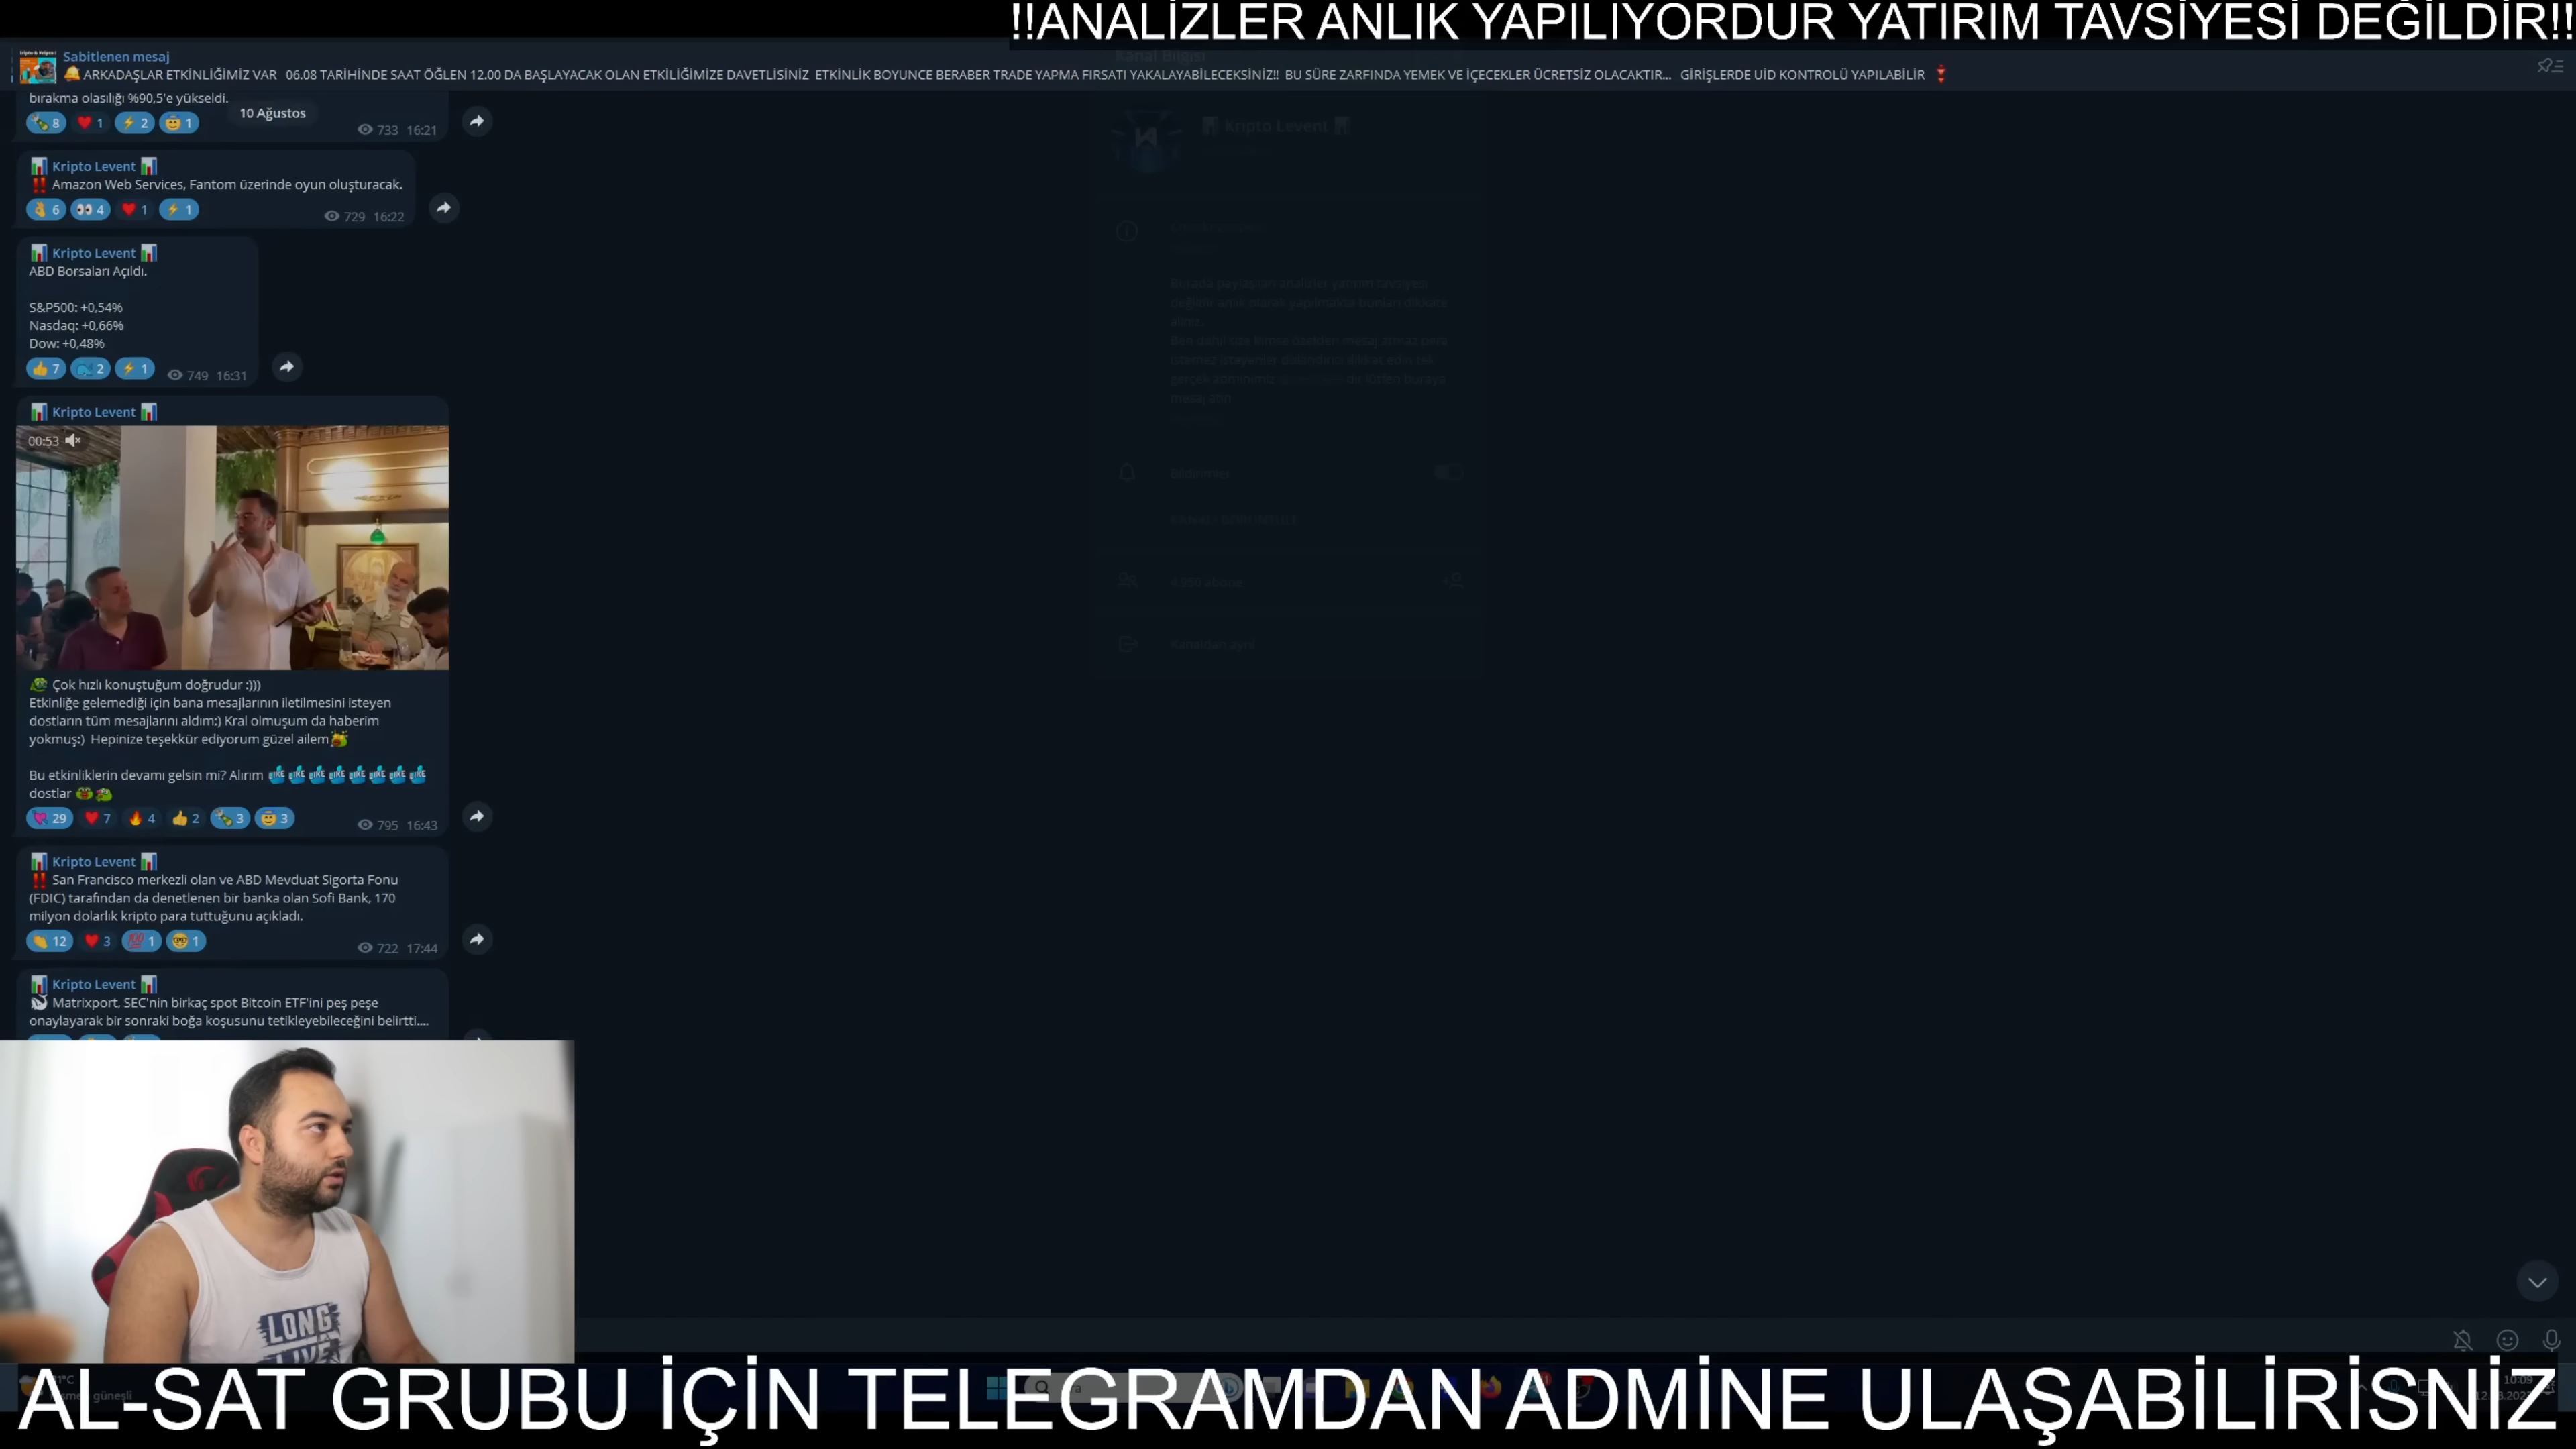 !!ANALİZLER ANLIK YAPILIYORDUR YATIRIM TAVSİYESİ DEĞİLDİR!!
Sabitlenen mesaj
ARKADAŞLAR ETKİNLİĞİMİZ VAR 06.08 TARİHİNDE SAAT ÖĞLEN 12.00 DA BAŞLAYACAK OLAN ETKİLİĞİMİZE DAVETLİSİNİZ ETKİNLİK BOYUNCE BERABER TRADE YAPMA FIRSATI YAKALAYABİLECEKSİNİZ!! BU SÜRE ZARFINDA YEMEK VE İÇECEKLER ÜCRETSİZ OLACAKTIR... GİRİŞLERDE UİD KONTROLÜ YAPILABİLİR
bırakma olasılığı %90,5'e yükseldi.
10 Ağustos
8 1 2 1 733 16:21
Kripto Levent
‼ Amazon Web Services, Fantom üzerinde oyun oluşturacak.
6 4 1 1 729 16:22
Kripto Levent
ABD Borsaları Açıldı.
S&P500: +0,54%
Nasdaq: +0,66%
Dow: +0,48%
7 2 1 749 16:31
Kripto Levent
00:53
Çok hızlı konuştuğum doğrudur :)))
Etkinliğe gelemediği için bana mesajlarının iletilmesini isteyen
dostların tüm mesajlarını aldım:) Kral olmuşum da haberim
yokmuş:) Hepinize teşekkür ediyorum güzel ailem
Bu etkinliklerin devamı gelsin mi? Alırım
dostlar
29 7 4 2 3 3 795 16:43
Kripto Levent
‼ San Francisco merkezli olan ve ABD Mevduat Sigorta Fonu
(FDIC) tarafından da denetlenen bir banka olan Sofi Bank, 170
milyon dolarlık kripto para tuttuğunu açıkladı.
12 3 1 1 722 17:44
Kripto Levent
Matrixport, SEC'nin birkaç spot Bitcoin ETF'ini peş peşe
onaylayarak bir sonraki boğa koşusunu tetikleyebileceğini belirtti....
Kanal Bilgisi
Kripto Levent
Bildirimler
Kanaldan ayrıl
LONG
LIVE
AL-SAT GRUBU İÇİN TELEGRAMDAN ADMİNE ULAŞABİLİRİSNİZ
10:09